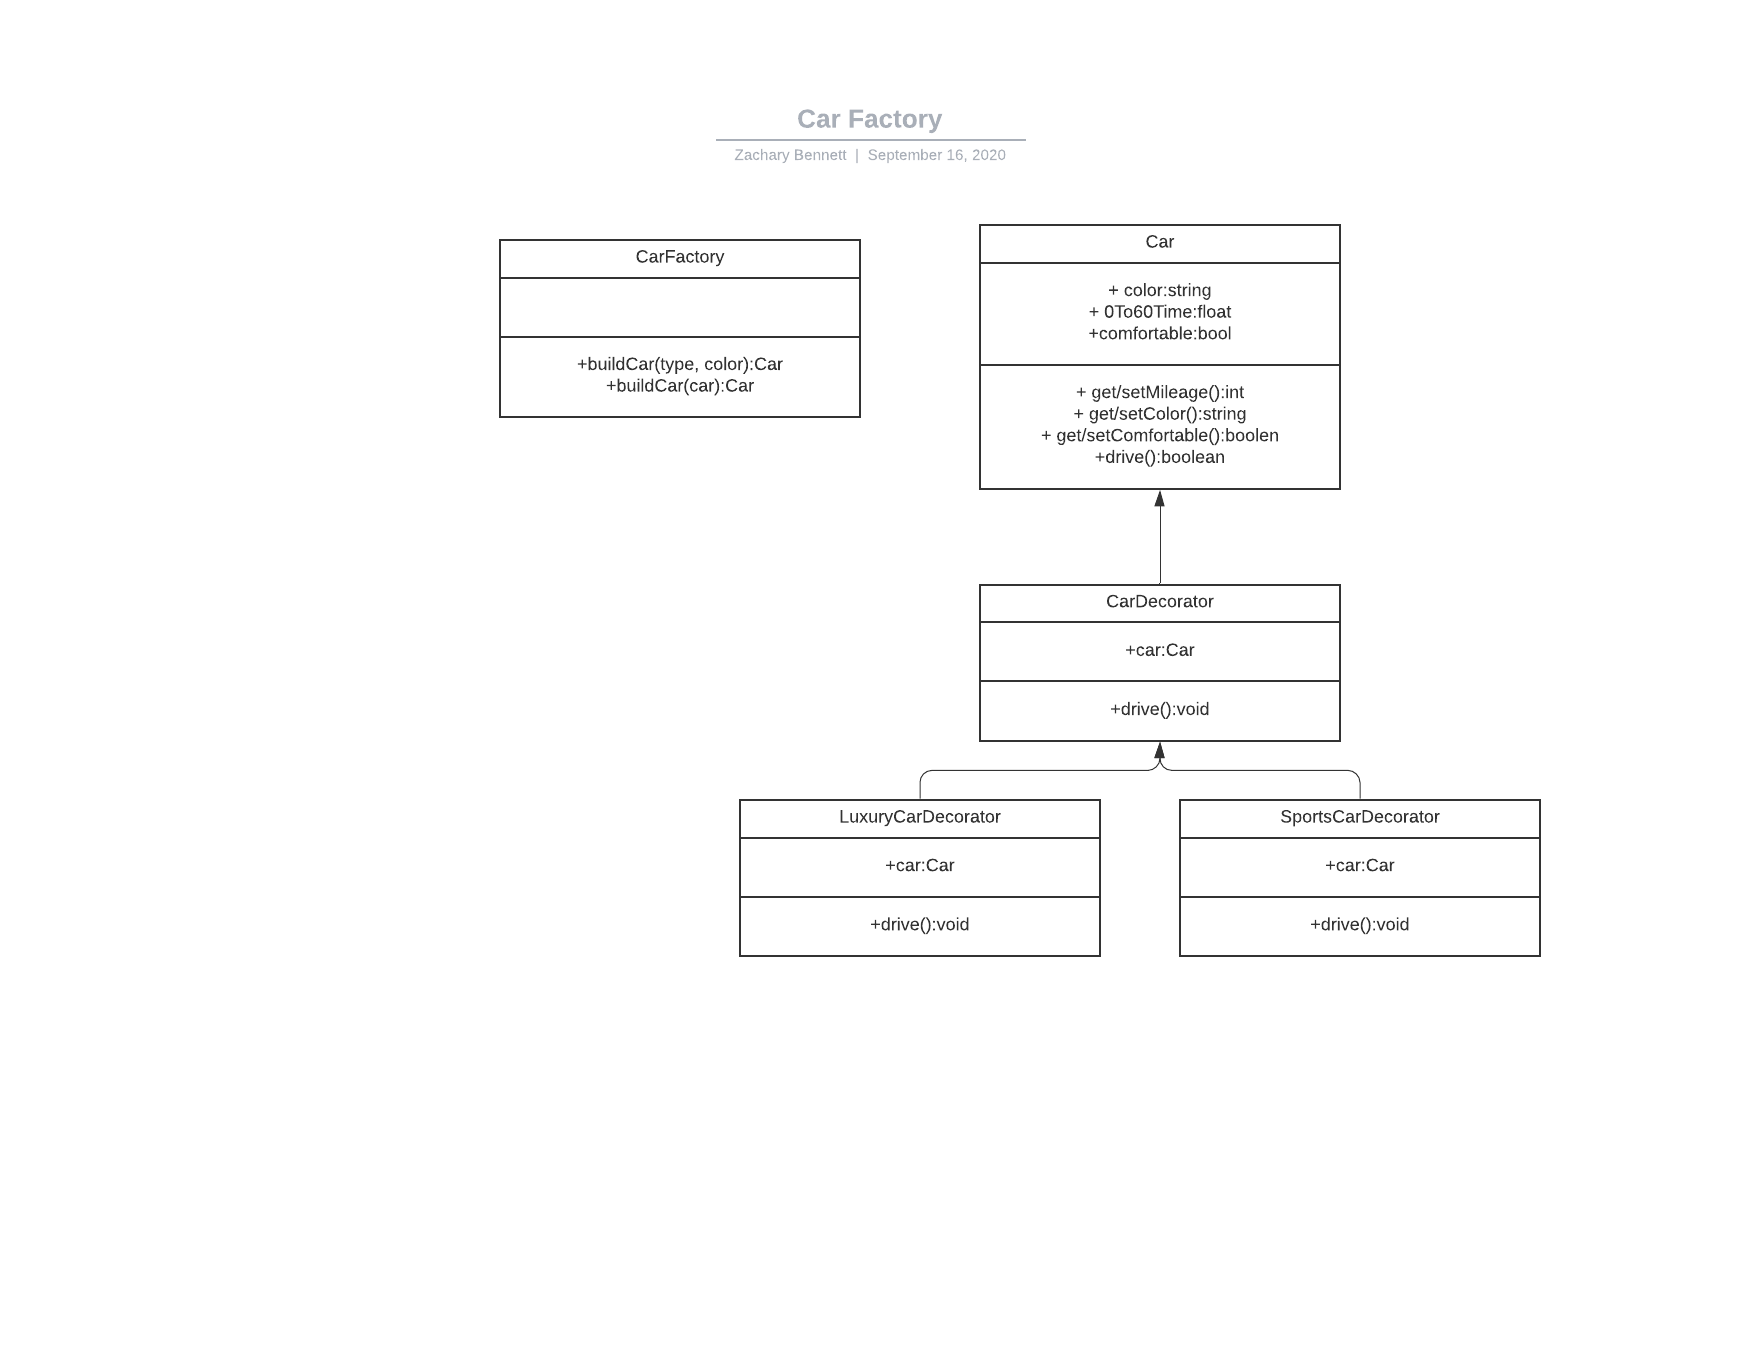 Car Factory
Zachary Bennett | September 16, 2020
CarFactory
+buildCar(type, color):Car
+buildCar(car):Car
Car
+ color:string
+ 0To60Time:float
+comfortable:bool
+ get/setMileage():int
+ get/setColor():string
+ get/setComfortable():boolen
+drive():boolean
CarDecorator
+car:Car
+drive():void
LuxuryCarDecorator
+car:Car
+drive():void
SportsCarDecorator
+car:Car
+drive():void